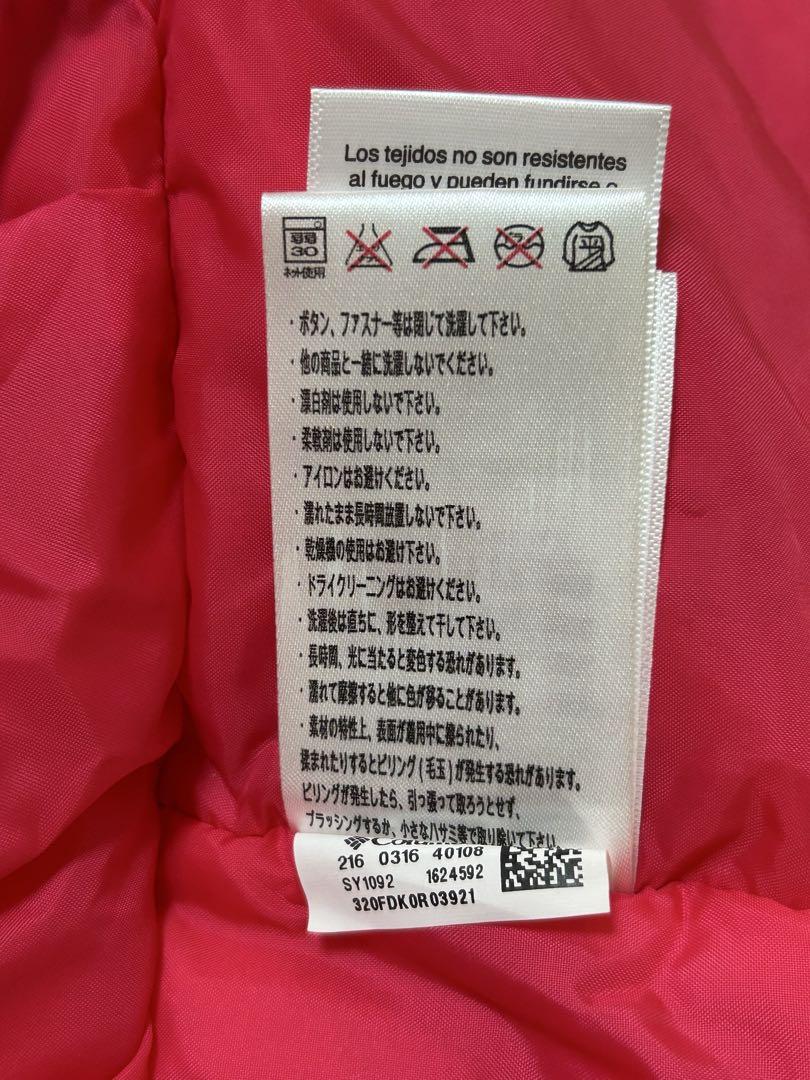 Los tejidos no son resistentes
al fuego y pueden fundirse o
弱
30
ネット使用
エンソ
ドライ
平
・ボタン、ファスナー等は閉じて洗濯して下さい。
・他の商品と一緒に洗濯しないでください。
・漂白剤は使用しないで下さい。
・柔軟剤は使用しないで下さい。
・アイロンはお避けください。
・濡れたまま長時間放置しないで下さい。
・乾燥機の使用はお避け下さい。
・ドライクリーニングはお避けください。
・洗濯後は直ちに、形を整えて干して下さい。
・長時間、光に当たると変色する恐れがあります。
・濡れて摩擦すると他に色が移ることがあります。
・素材の特性上、表面が着用中に擦られたり、
揉まれたりするとピリング(毛玉)が発生する恐れがあります。
ピリングが発生したら、引っ張って取ろうとせず、
ブラッシングするか、小さなハサミ等で取り除いて下さい。
216 0316 40108
SY1092 1624592
320FDK0R03921